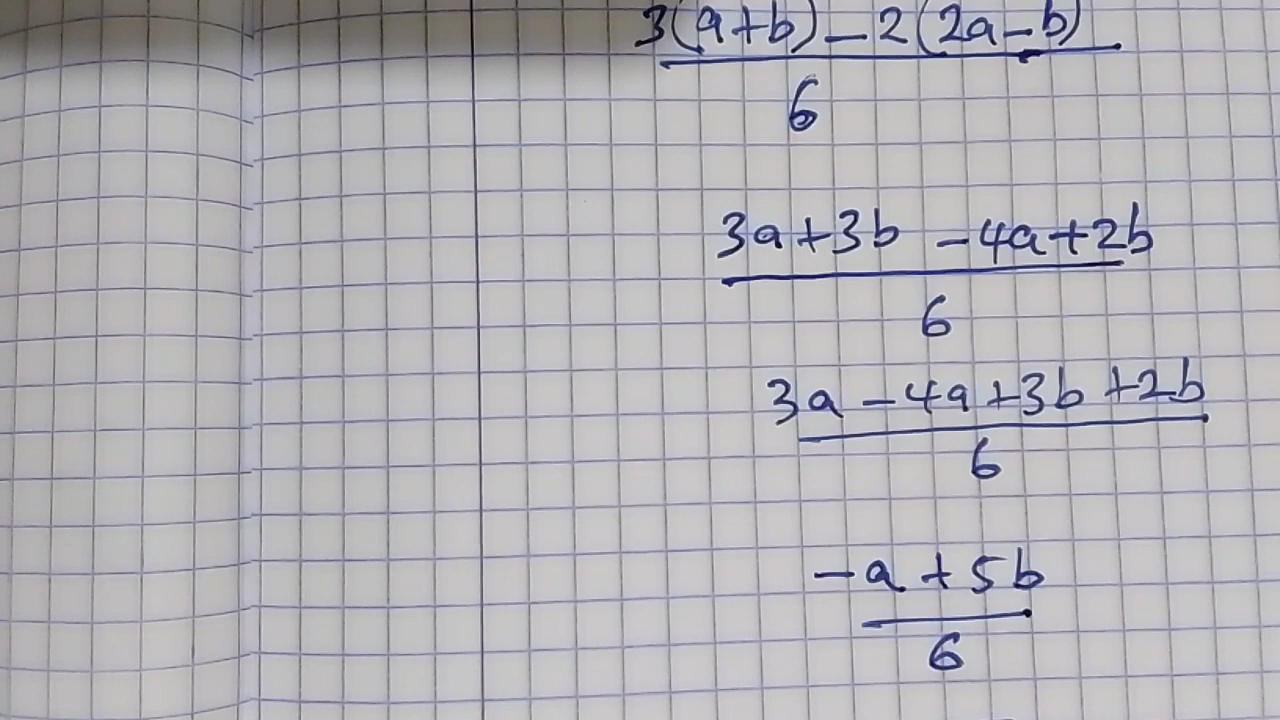 3(a+b)-2(2a-b)
6
3a+3b -4a+2b
6
3a-4a+3b+2b
6
-a+5b
6